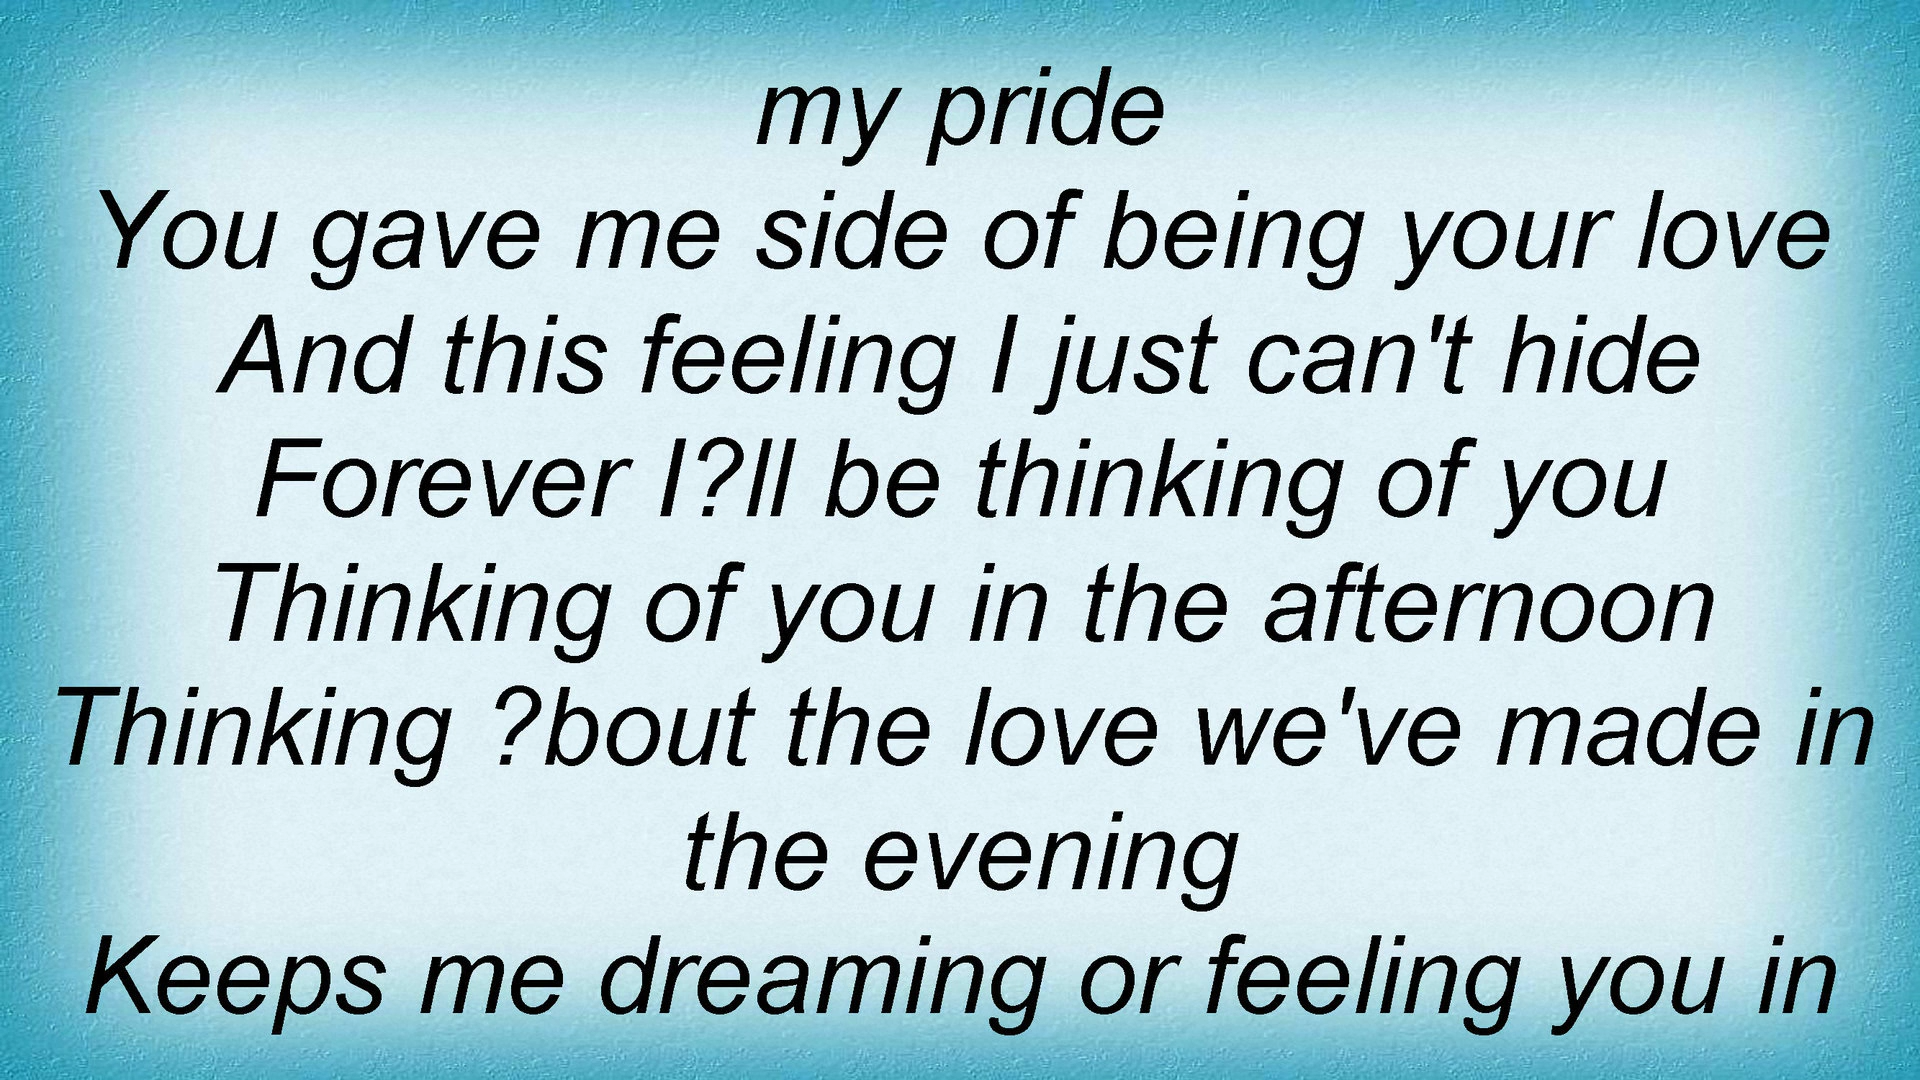 my pride
You gave me side of being your love
And this feeling I just can't hide
Forever I?ll be thinking of you
Thinking of you in the afternoon
Thinking ?bout the love we've made in
the evening
Keeps me dreaming or feeling you in